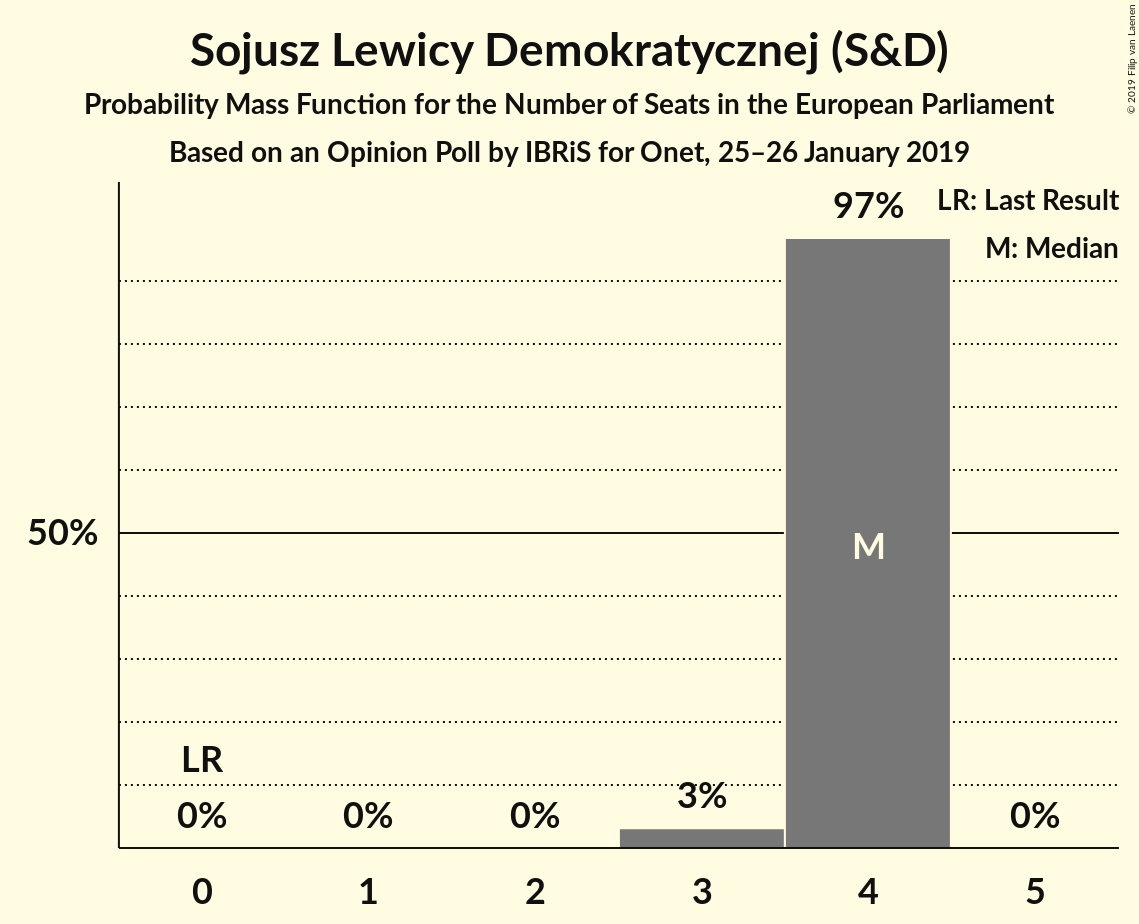 Sojusz Lewicy Demokratycznej (S&D)
Probability Mass Function for the Number of Seats in the European Parliament
Based on an Opinion Poll by IBRiS for Onet, 25–26 January 2019
© 2019 Filip van Laenen
LR: Last Result
M: Median
97%
50%
M
LR
0%
0%
0%
3%
0%
0
1
2
3
4
5